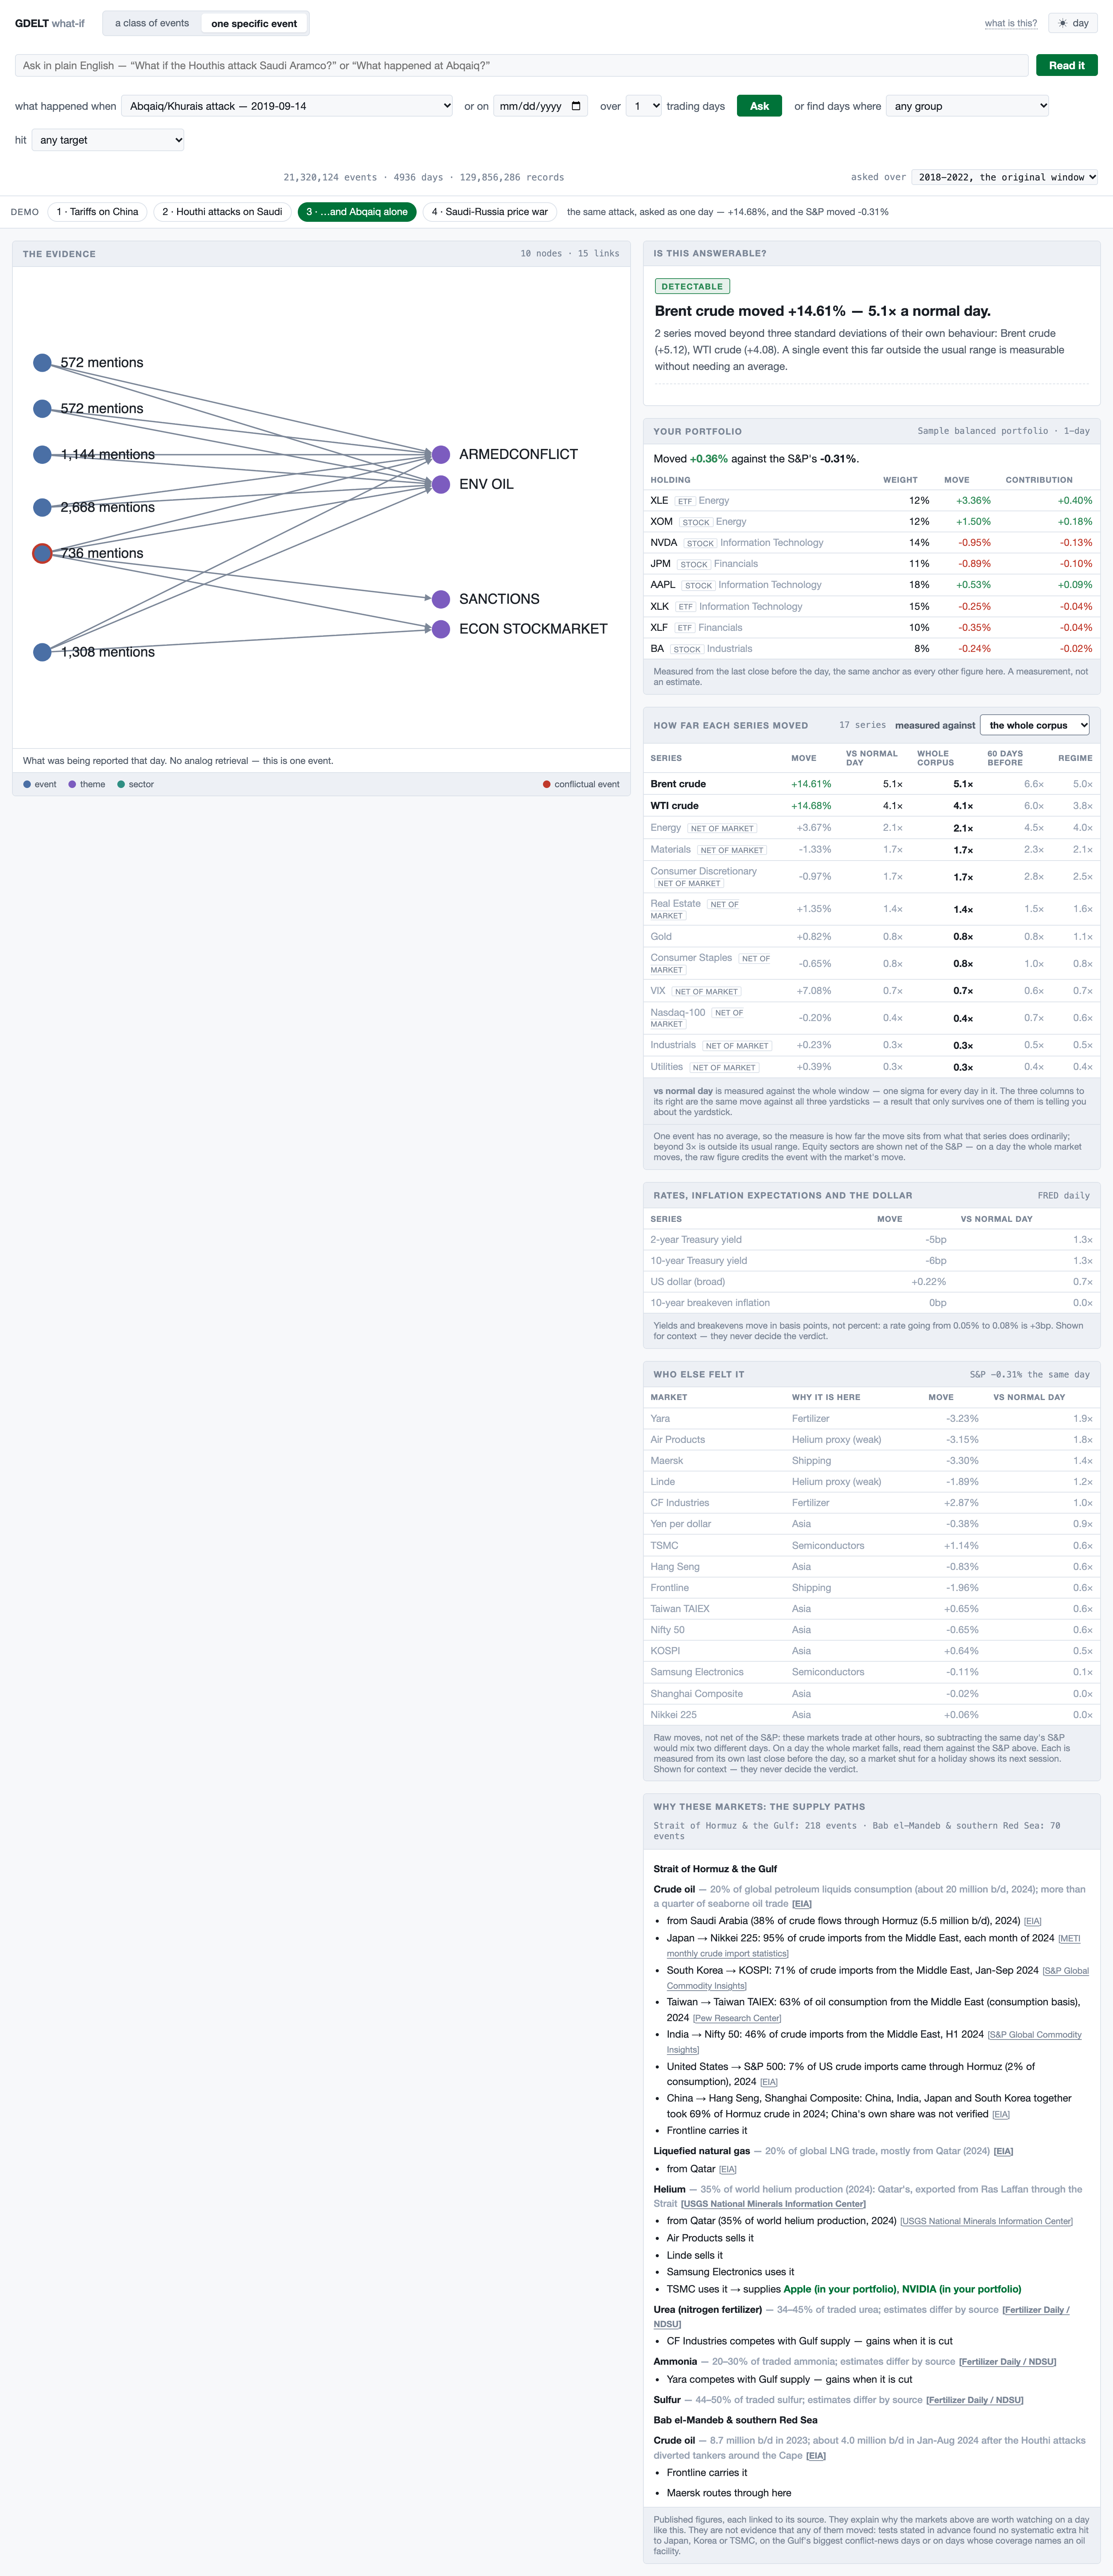 GDELT what-if
a class of events
one specific event
what is this?
☀ day
Ask in plain English — “What if the Houthis attack Saudi Aramco?” or “What happened at Abqaiq?”
Read it
what happened when
Abqaiq/Khurais attack — 2019-09-14
or on
mm/dd/yyyy
over
1
trading days
Ask
or find days where
any group
hit
any target
21,320,124 events · 4936 days · 129,856,286 records
asked over
2018–2022, the original window
DEMO
1 · Tariffs on China
2 · Houthi attacks on Saudi
3 · …and Abqaiq alone
4 · Saudi-Russia price war
the same attack, asked as one day — +14.68%, and the S&P moved -0.31%
THE EVIDENCE
10 nodes · 15 links
572 mentions
572 mentions
1,144 mentions
2,668 mentions
736 mentions
1,308 mentions
ARMEDCONFLICT
ENV OIL
SANCTIONS
ECON STOCKMARKET
What was being reported that day. No analog retrieval — this is one event.
event
theme
sector
conflictual event
IS THIS ANSWERABLE?
DETECTABLE
Brent crude moved +14.61% — 5.1× a normal day.
2 series moved beyond three standard deviations of their own behaviour: Brent crude
(+5.12), WTI crude (+4.08). A single event this far outside the usual range is measurable
without needing an average.
YOUR PORTFOLIO
Sample balanced portfolio · 1-day
Moved +0.36% against the S&P's -0.31%.
HOLDING WEIGHT MOVE CONTRIBUTION
XLE ETF Energy 12% +3.36% +0.40%
XOM STOCK Energy 12% +1.50% +0.18%
NVDA STOCK Information Technology 14% -0.95% -0.13%
JPM STOCK Financials 11% -0.89% -0.10%
AAPL STOCK Information Technology 18% +0.53% +0.09%
XLK ETF Information Technology 15% -0.25% -0.04%
XLF ETF Financials 10% -0.35% -0.04%
BA STOCK Industrials 8% -0.24% -0.02%
Measured from the last close before the day, the same anchor as every other figure here. A measurement, not
an estimate.
HOW FAR EACH SERIES MOVED
17 series
measured against
the whole corpus
SERIES MOVE VS NORMAL DAY WHOLE CORPUS 60 DAYS BEFORE REGIME
Brent crude +14.61% 5.1× 5.1× 6.6× 5.0×
WTI crude +14.68% 4.1× 4.1× 6.0× 3.8×
Energy NET OF MARKET +3.67% 2.1× 2.1× 4.5× 4.0×
Materials NET OF MARKET -1.33% 1.7× 1.7× 2.3× 2.1×
Consumer Discretionary NET OF MARKET -0.97% 1.7× 1.7× 2.8× 2.5×
Real Estate NET OF MARKET +1.35% 1.4× 1.4× 1.5× 1.6×
Gold +0.82% 0.8× 0.8× 0.8× 1.1×
Consumer Staples NET OF MARKET -0.65% 0.8× 0.8× 1.0× 0.8×
VIX NET OF MARKET +7.08% 0.7× 0.7× 0.6× 0.7×
Nasdaq-100 NET OF MARKET -0.20% 0.4× 0.4× 0.7× 0.6×
Industrials NET OF MARKET +0.23% 0.3× 0.3× 0.5× 0.5×
Utilities NET OF MARKET +0.39% 0.3× 0.3× 0.4× 0.4×
vs normal day is measured against the whole window — one sigma for every day in it. The three columns to
its right are the same move against all three yardsticks — a result that only survives one of them is telling you
about the yardstick.
One event has no average, so the measure is how far the move sits from what that series does ordinarily;
beyond 3× is outside its usual range. Equity sectors are shown net of the S&P — on a day the whole market
moves, the raw figure credits the event with the market's move.
RATES, INFLATION EXPECTATIONS AND THE DOLLAR
FRED daily
SERIES MOVE VS NORMAL DAY
2-year Treasury yield -5bp 1.3×
10-year Treasury yield -6bp 1.3×
US dollar (broad) +0.22% 0.7×
10-year breakeven inflation 0bp 0.0×
Yields and breakevens move in basis points, not percent: a rate going from 0.05% to 0.08% is +3bp. Shown
for context — they never decide the verdict.
WHO ELSE FELT IT
S&P −0.31% the same day
MARKET WHY IT IS HERE MOVE VS NORMAL DAY
Yara Fertilizer -3.23% 1.9×
Air Products Helium proxy (weak) -3.15% 1.8×
Maersk Shipping -3.30% 1.4×
Linde Helium proxy (weak) -1.89% 1.2×
CF Industries Fertilizer +2.87% 1.0×
Yen per dollar Asia -0.38% 0.9×
TSMC Semiconductors +1.14% 0.6×
Hang Seng Asia -0.83% 0.6×
Frontline Shipping -1.96% 0.6×
Taiwan TAIEX Asia +0.65% 0.6×
Nifty 50 Asia -0.65% 0.6×
KOSPI Asia +0.64% 0.5×
Samsung Electronics Semiconductors -0.11% 0.1×
Shanghai Composite Asia -0.02% 0.0×
Nikkei 225 Asia +0.06% 0.0×
Raw moves, not net of the S&P: these markets trade at other hours, so subtracting the same day's S&P
would mix two different days. On a day the whole market falls, read them against the S&P above. Each is
measured from its own last close before the day, so a market shut for a holiday shows its next session.
Shown for context — they never decide the verdict.
WHY THESE MARKETS: THE SUPPLY PATHS
Strait of Hormuz & the Gulf: 218 events · Bab el-Mandeb & southern Red Sea: 70
events
Strait of Hormuz & the Gulf
Crude oil — 20% of global petroleum liquids consumption (about 20 million b/d, 2024); more than
a quarter of seaborne oil trade [EIA]
• from Saudi Arabia (38% of crude flows through Hormuz (5.5 million b/d), 2024) [EIA]
• Japan → Nikkei 225: 95% of crude imports from the Middle East, each month of 2024 [METI
monthly crude import statistics]
• South Korea → KOSPI: 71% of crude imports from the Middle East, Jan-Sep 2024 [S&P Global
Commodity Insights]
• Taiwan → Taiwan TAIEX: 63% of oil consumption from the Middle East (consumption basis),
2024 [Pew Research Center]
• India → Nifty 50: 46% of crude imports from the Middle East, H1 2024 [S&P Global Commodity
Insights]
• United States → S&P 500: 7% of US crude imports came through Hormuz (2% of
consumption), 2024 [EIA]
• China → Hang Seng, Shanghai Composite: China, India, Japan and South Korea together
took 69% of Hormuz crude in 2024; China's own share was not verified [EIA]
• Frontline carries it
Liquefied natural gas — 20% of global LNG trade, mostly from Qatar (2024) [EIA]
• from Qatar [EIA]
Helium — 35% of world helium production (2024): Qatar's, exported from Ras Laffan through the
Strait [USGS National Minerals Information Center]
• from Qatar (35% of world helium production, 2024) [USGS National Minerals Information Center]
• Air Products sells it
• Linde sells it
• Samsung Electronics uses it
• TSMC uses it → supplies Apple (in your portfolio), NVIDIA (in your portfolio)
Urea (nitrogen fertilizer) — 34–45% of traded urea; estimates differ by source [Fertilizer Daily /
NDSU]
• CF Industries competes with Gulf supply — gains when it is cut
Ammonia — 20–30% of traded ammonia; estimates differ by source [Fertilizer Daily / NDSU]
• Yara competes with Gulf supply — gains when it is cut
Sulfur — 44–50% of traded sulfur; estimates differ by source [Fertilizer Daily / NDSU]
Bab el-Mandeb & southern Red Sea
Crude oil — 8.7 million b/d in 2023; about 4.0 million b/d in Jan-Aug 2024 after the Houthi attacks
diverted tankers around the Cape [EIA]
• Frontline carries it
• Maersk routes through here
Published figures, each linked to its source. They explain why the markets above are worth watching on a day
like this. They are not evidence that any of them moved: tests stated in advance found no systematic extra hit
to Japan, Korea or TSMC, on the Gulf's biggest conflict-news days or on days whose coverage names an oil
facility.